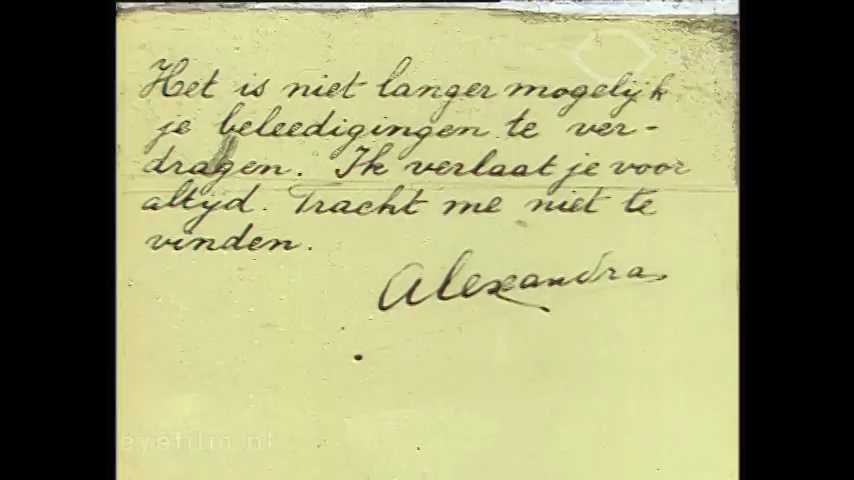 Het is niet langer mogelijk
je beleedigingen te ver-
dragen. Ik verlaat je voor
altijd. Tracht me niet te
vinden.
Alexandra
eyefilm.nl